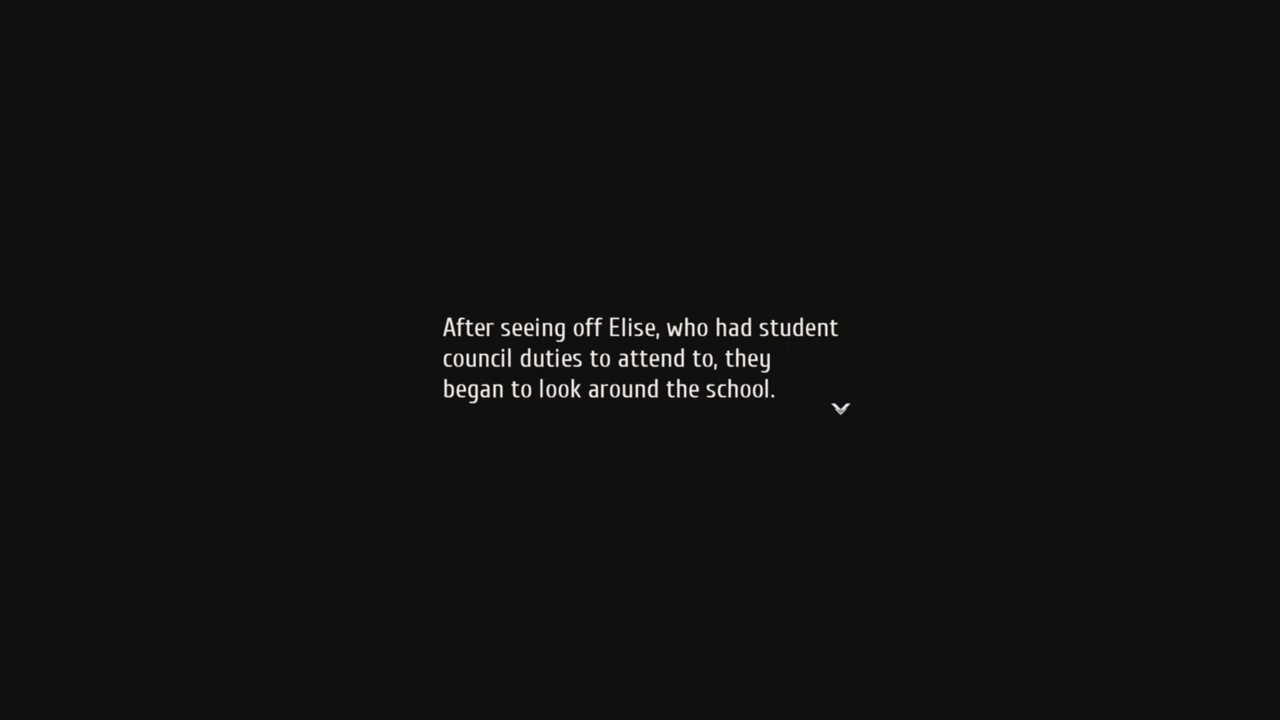 After seeing off Elise, who had student
council duties to attend to, they
began to look around the school.